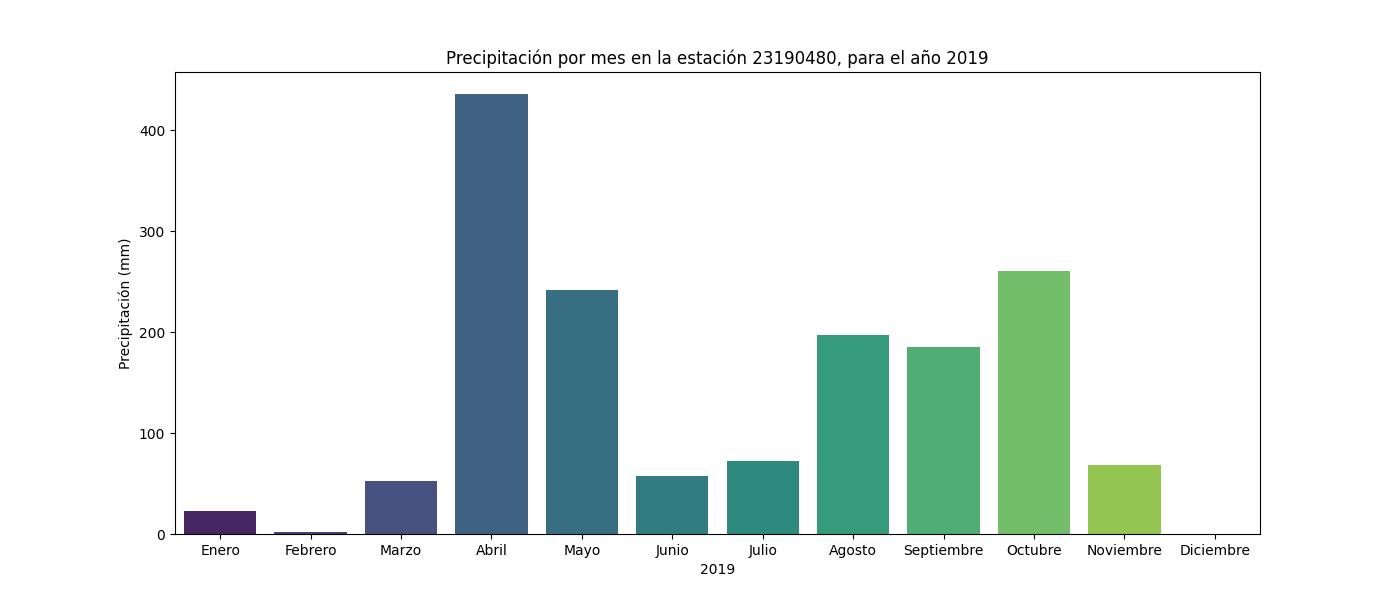 Precipitación por mes en la estación 23190480, para el año 2019
Precipitación (mm)
400
300
200
100
0
Enero Febrero Marzo Abril Mayo Junio Julio Agosto Septiembre Octubre Noviembre Diciembre
2019